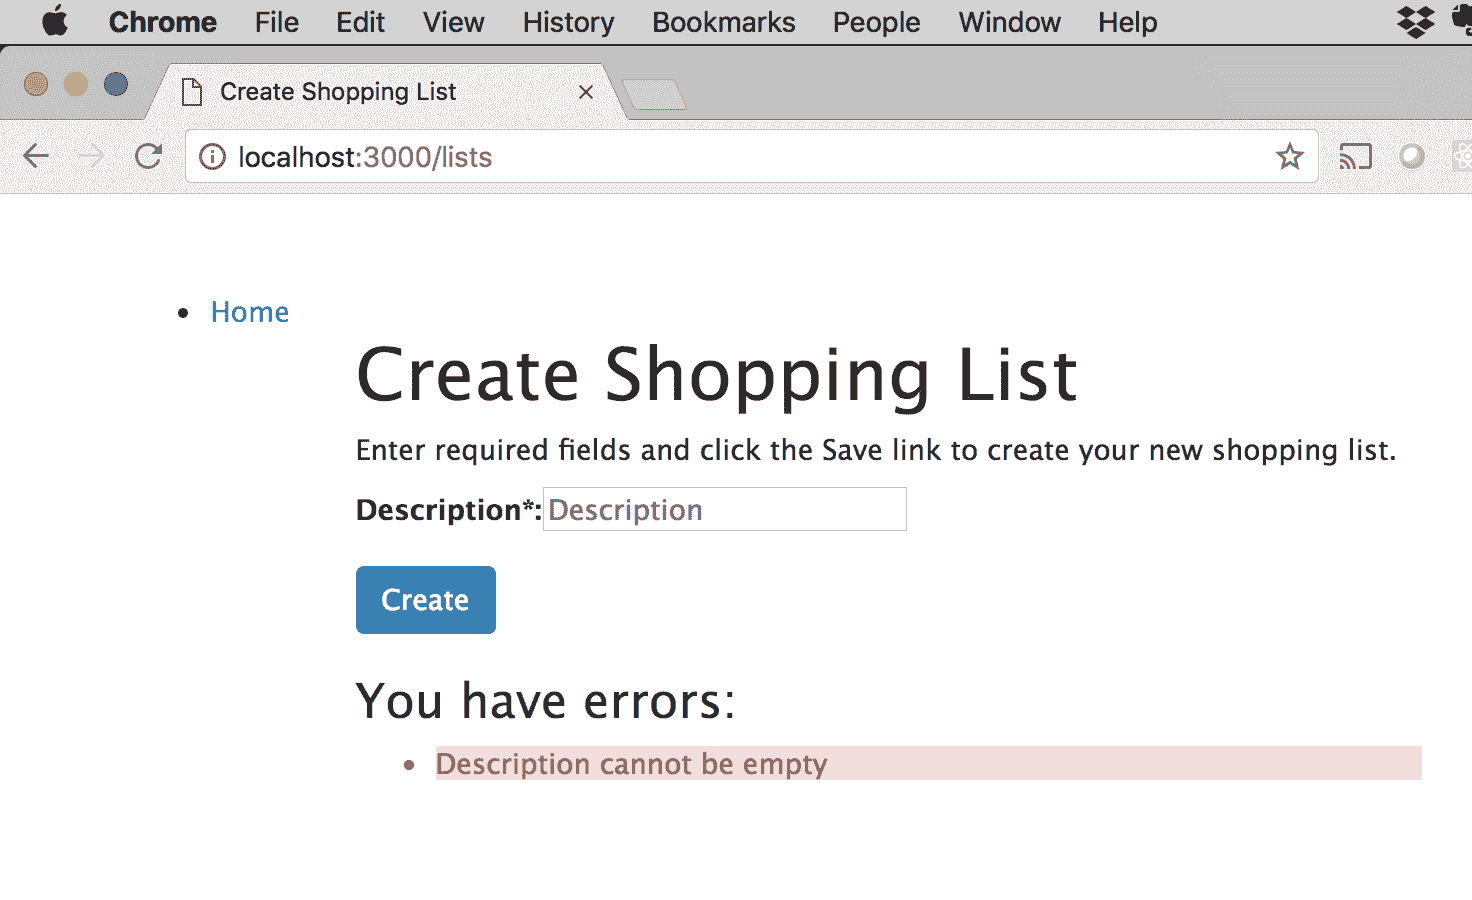 Chrome File Edit View History Bookmarks People Window Help
Create Shopping List
localhost:3000/lists
Home
Create Shopping List
Enter required fields and click the Save link to create your new shopping list.
Description*: Description
Create
You have errors:
Description cannot be empty